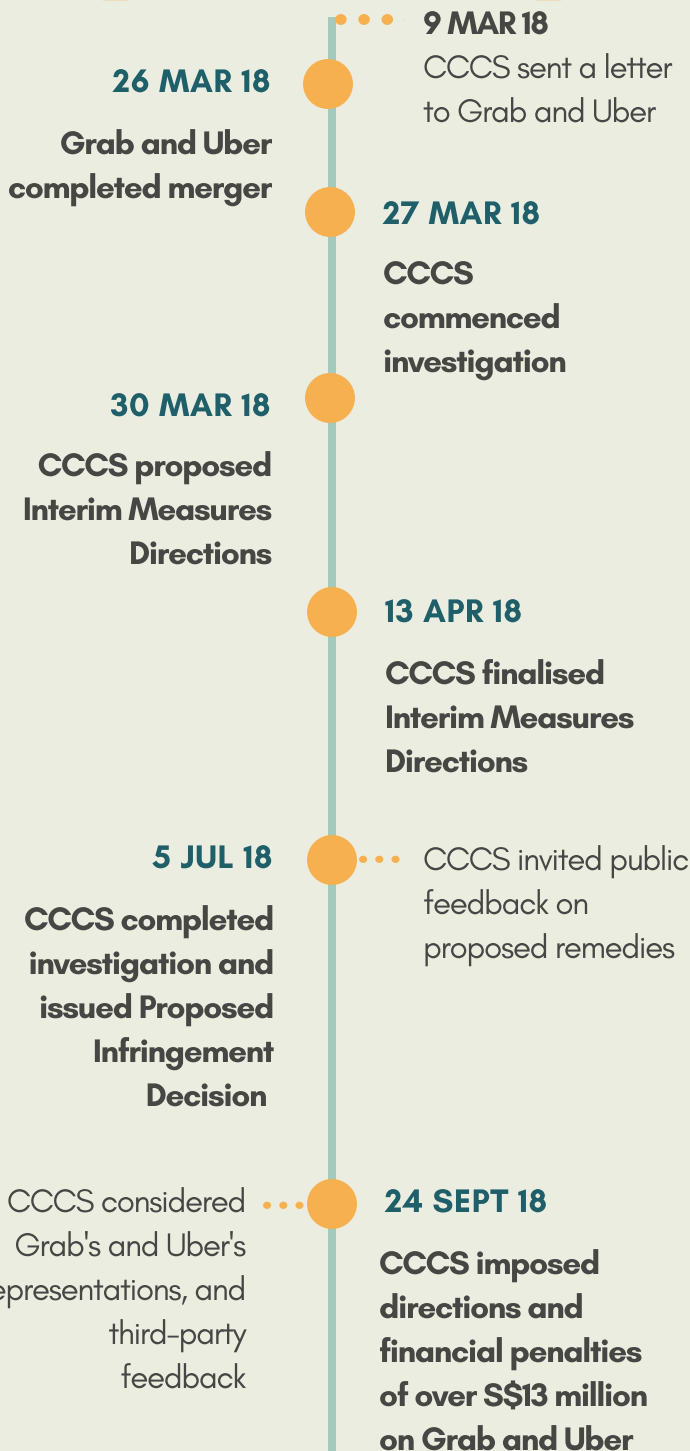 9 MAR 18
CCCS sent a letter
to Grab and Uber
26 MAR 18
Grab and Uber
completed merger
27 MAR 18
CCCS
commenced
investigation
30 MAR 18
CCCS proposed
Interim Measures
Directions
13 APR 18
CCCS finalised
Interim Measures
Directions
5 JUL 18
CCCS completed
investigation and
issued Proposed
Infringement
Decision
CCCS invited public
feedback on
proposed remedies
CCCS considered
Grab's and Uber's
epresentations, and
third-party
feedback
24 SEPT 18
CCCS imposed
directions and
financial penalties
of over S$13 million
on Grab and Uber